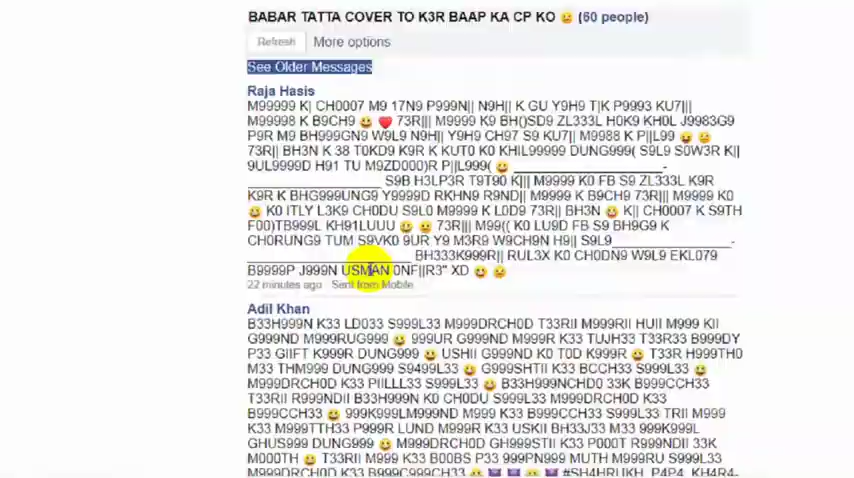 BABAR TATTA COVER TO K3R BAAP KA CP KO 😉 (60 people)
Refresh More options
See Older Messages
Raja Hasis
M99999 K| CH0007 M9 17N9 P999N|| N9H|| K GU Y9H9 T|K P9993 KU7|||
M99998 K B9CH9 😃 ❤ 73R||| M9999 K9 BH()SD9 ZL333L H0K9 KH0L J9983G9
P9R M9 BH999GN9 W9L9 N9H|| Y9H9 CH97 S9 KU7|| M9988 K P||L99 😛 😉
73R|| BH3N K 38 T0KD9 K9R K KUT0 K0 KHIL99999 DUNG999( S9L9 S0W3R K||
9UL9999D H91 TU M9ZD000)R P||L999( 😃 ____________________-
________________ S9B H3LP3R T9T90 K||| M9999 K0 FB S9 ZL333L K9R
K9R K BHG999UNG9 Y9999D RKHN9 R9ND|| M9999 K B9CH9 73R||| M9999 K0
😃 K0 ITLY L3K9 CH0DU S9L0 M9999 K L0D9 73R|| BH3N 😃 K|| CH0007 K S9TH
F00)TB999L KH91LUUU 😃 😉 73R|| M99(( K0 LU9D FB S9 BH9G9 K
CH0RUNG9 TUM S9VK0 9UR Y9 M3R9 W9CH9N H9|| S9L9______________-
____________________ BH333K999R|| RUL3X K0 CH0DN9 W9L9 EKL079
B9999P J999N USMAN 0NF||R3" XD 😃 😉
22 minutes ago · Sent from Mobile
Adil Khan
B33H999N K33 LD033 S999L33 M999DRCH0D T33RII M999RII HUII M999 KII
G999ND M999RUG999 😃 999UR G999ND M999R K33 TUJH33 T33R33 B999DY
P33 GIIFT K999R DUNG999 😃 USHII G999ND K0 T0D K999R 😃 T33R H999TH0
M33 THM999 DUNG999 S9499L33 😃 G999SHTII K33 BCCH33 S999L33 😃
M999DRCH0D K33 PIILLL33 S999L33 😃 B33H999NCHD0 33K B999CCH33
T33RII R999NDII B33H999N K0 CH0DU S999L33 M999DRCH0D K33
B999CCH33 😃 999K999LM999ND M999 K33 B999CCH33 S999L33 TRII M999
K33 M999TTH33 P999R LUND M999R K33 USKII BH33J33 M33 999K999L
GHUS999 DUNG999 😃 M999DRCH0D GH999STII K33 P000T R999NDII 33K
M000TH 😃 T33RII M999 K33 B00BS P33 999PN999 MUTH M999RU S999L33
M999DRCH0D K33 B999C999CH33 #SH4HRUKH_P4P4_KH4R4-